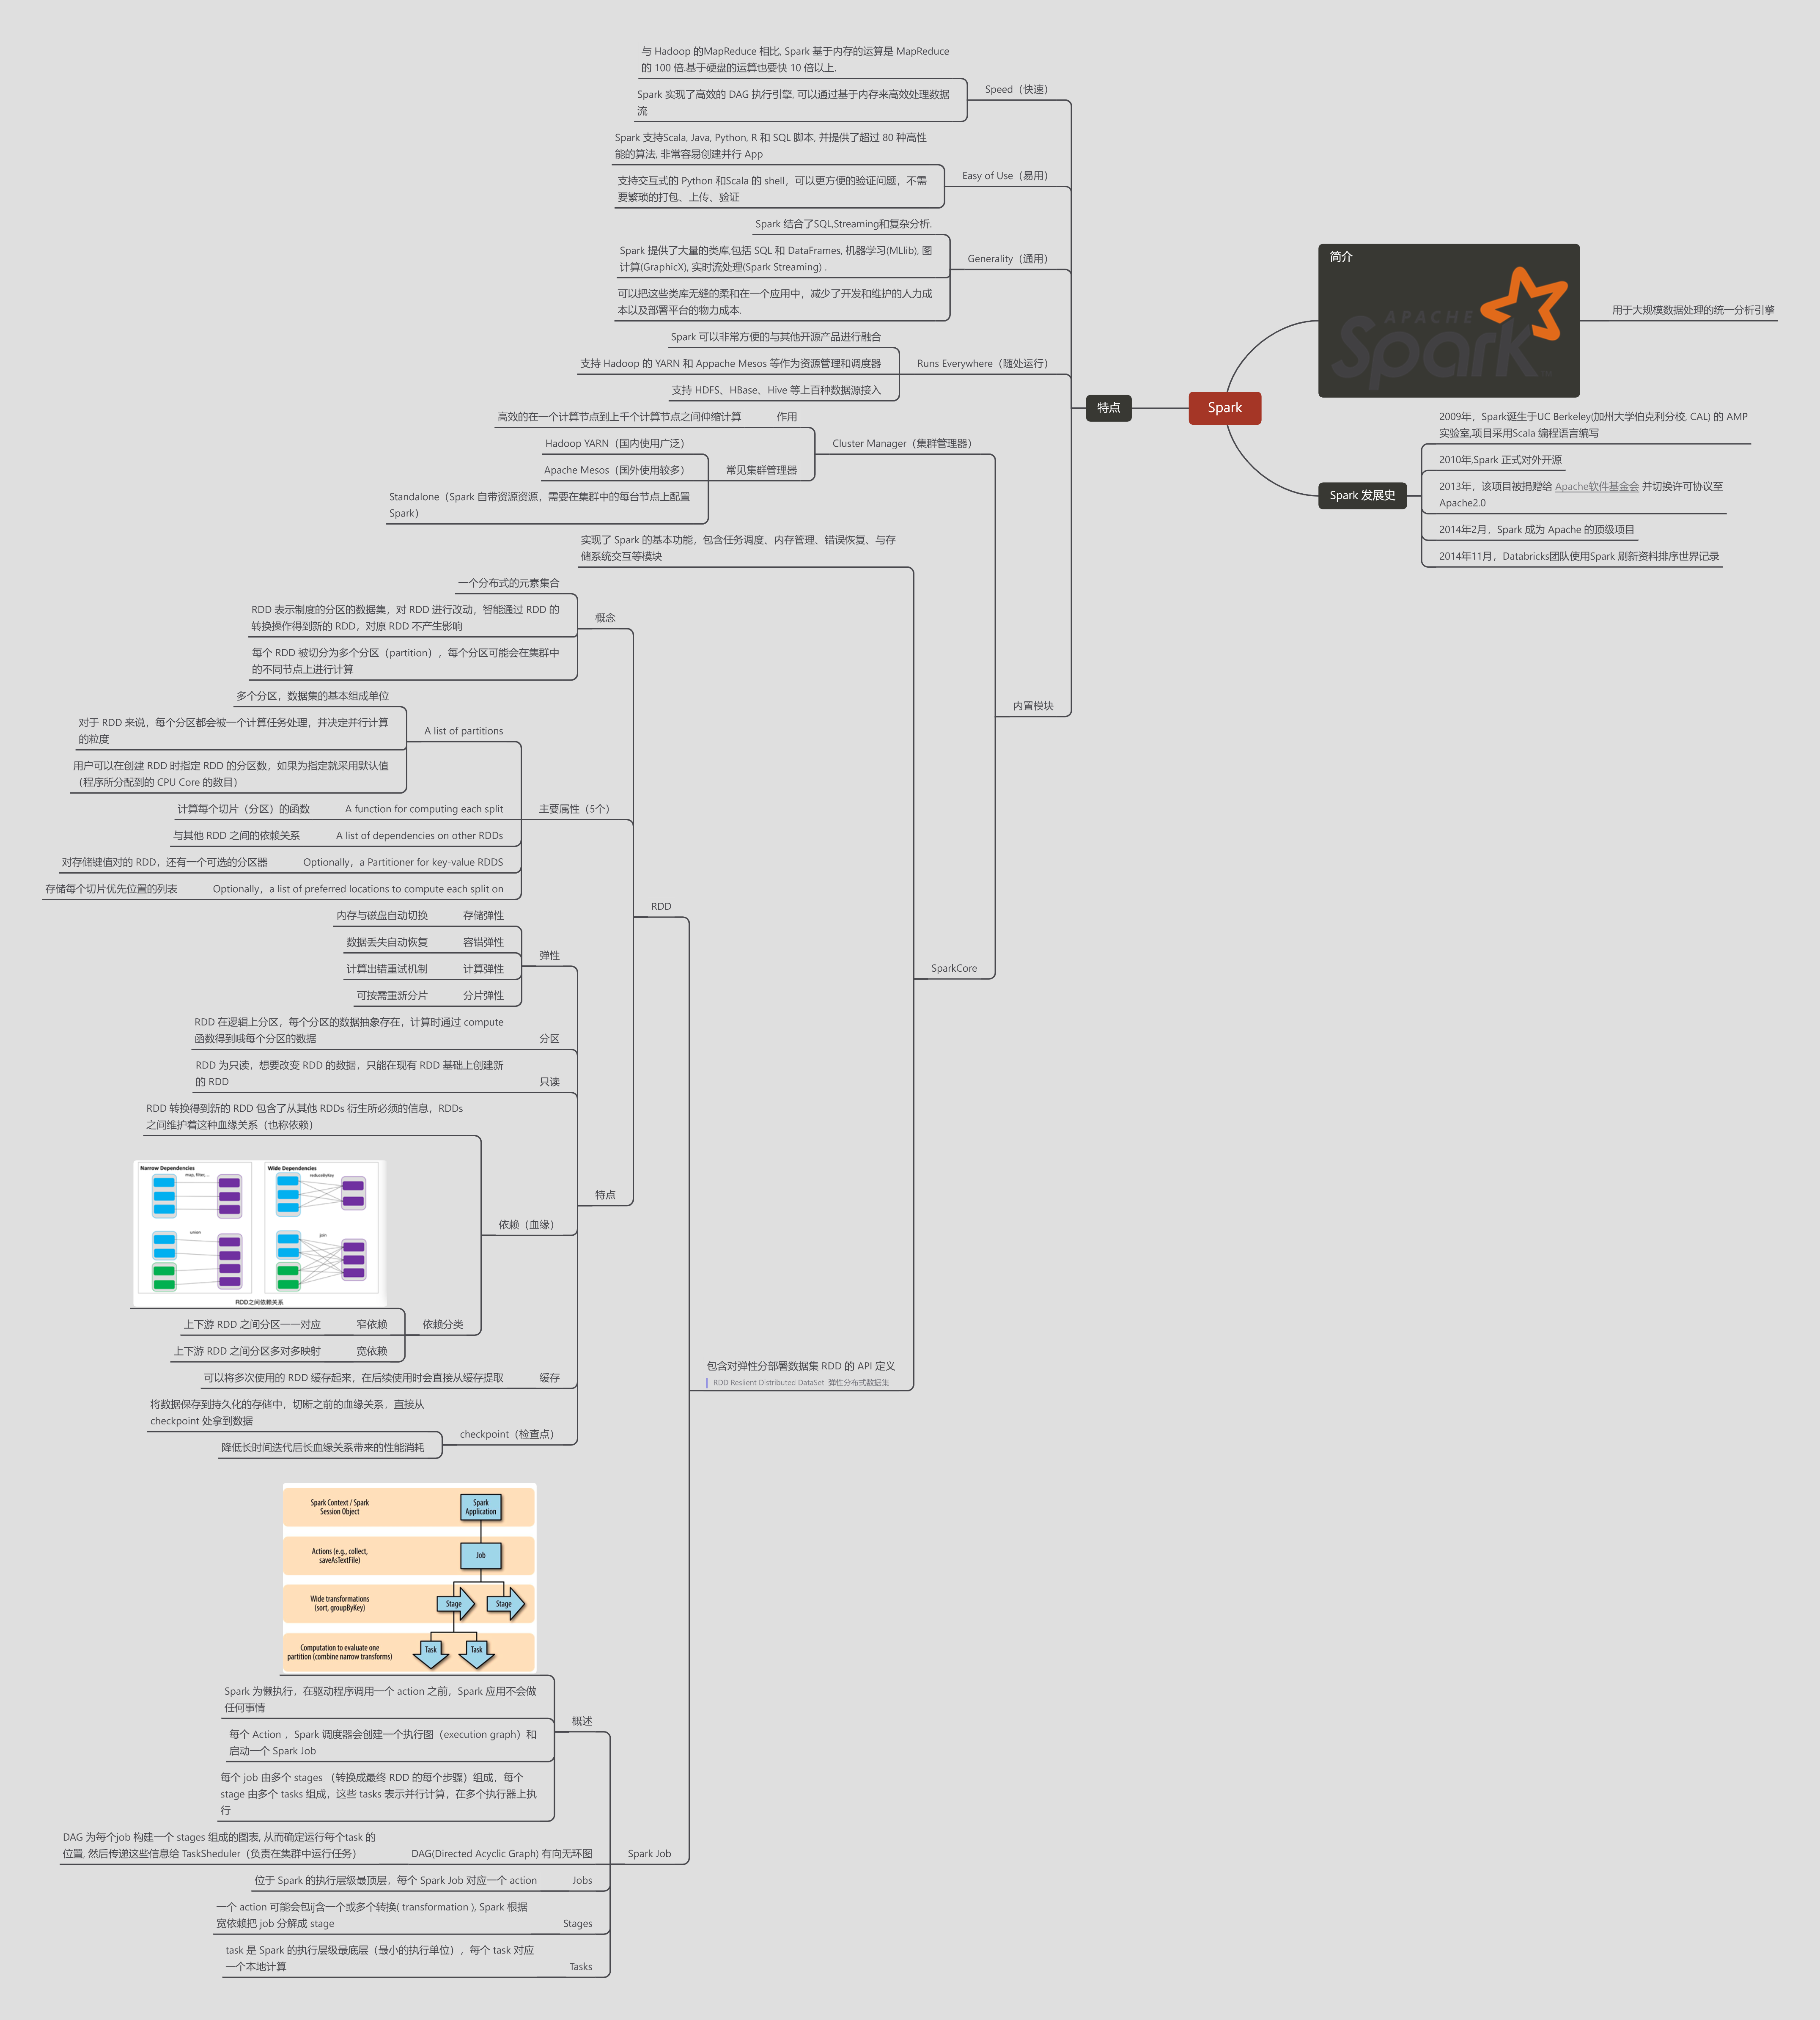 Spark
简介
APACHE
Spark
TM
用于大规模数据处理的统一分析引擎
Spark 发展史
2009年，Spark诞生于UC Berkeley(加州大学伯克利分校, CAL) 的 AMP
实验室,项目采用Scala 编程语言编写
2010年,Spark 正式对外开源
2013年，该项目被捐赠给 Apache软件基金会 并切换许可协议至
Apache2.0
2014年2月，Spark 成为 Apache 的顶级项目
2014年11月，Databricks团队使用Spark 刷新资料排序世界记录
特点
Speed（快速）
与 Hadoop 的MapReduce 相比, Spark 基于内存的运算是 MapReduce
的 100 倍.基于硬盘的运算也要快 10 倍以上.
Spark 实现了高效的 DAG 执行引擎, 可以通过基于内存来高效处理数据
流
Easy of Use（易用）
Spark 支持Scala, Java, Python, R 和 SQL 脚本, 并提供了超过 80 种高性
能的算法, 非常容易创建并行 App
支持交互式的 Python 和Scala 的 shell，可以更方便的验证问题，不需
要繁琐的打包、上传、验证
Generality（通用）
Spark 结合了SQL,Streaming和复杂分析.
Spark 提供了大量的类库,包括 SQL 和 DataFrames, 机器学习(MLlib), 图
计算(GraphicX), 实时流处理(Spark Streaming) .
可以把这些类库无缝的柔和在一个应用中，减少了开发和维护的人力成
本以及部署平台的物力成本.
Runs Everywhere（随处运行）
Spark 可以非常方便的与其他开源产品进行融合
支持 Hadoop 的 YARN 和 Appache Mesos 等作为资源管理和调度器
支持 HDFS、HBase、Hive 等上百种数据源接入
内置模块
Cluster Manager（集群管理器）
作用
高效的在一个计算节点到上千个计算节点之间伸缩计算
常见集群管理器
Hadoop YARN（国内使用广泛）
Apache Mesos（国外使用较多）
Standalone（Spark 自带资源资源，需要在集群中的每台节点上配置
Spark）
SparkCore
实现了 Spark 的基本功能，包含任务调度、内存管理、错误恢复、与存
储系统交互等模块
包含对弹性分部署数据集 RDD 的 API 定义
RDD Reslient Distributed DataSet 弹性分布式数据集
RDD
概念
一个分布式的元素集合
RDD 表示制度的分区的数据集，对 RDD 进行改动，智能通过 RDD 的
转换操作得到新的 RDD，对原 RDD 不产生影响
每个 RDD 被切分为多个分区（partition），每个分区可能会在集群中
的不同节点上进行计算
主要属性（5个）
A list of partitions
多个分区，数据集的基本组成单位
对于 RDD 来说，每个分区都会被一个计算任务处理，并决定并行计算
的粒度
用户可以在创建 RDD 时指定 RDD 的分区数，如果为指定就采用默认值
（程序所分配到的 CPU Core 的数目）
A function for computing each split
计算每个切片（分区）的函数
A list of dependencies on other RDDs
与其他 RDD 之间的依赖关系
Optionally，a Partitioner for key-value RDDS
对存储键值对的 RDD，还有一个可选的分区器
Optionally，a list of preferred locations to compute each split on
存储每个切片优先位置的列表
特点
弹性
存储弹性
内存与磁盘自动切换
容错弹性
数据丢失自动恢复
计算弹性
计算出错重试机制
分片弹性
可按需重新分片
分区
RDD 在逻辑上分区，每个分区的数据抽象存在，计算时通过 compute
函数得到哦每个分区的数据
只读
RDD 为只读，想要改变 RDD 的数据，只能在现有 RDD 基础上创建新
的 RDD
依赖（血缘）
RDD 转换得到新的 RDD 包含了从其他 RDDs 衍生所必须的信息，RDDs
之间维护着这种血缘关系（也称依赖）
依赖分类
Narrow Dependencies
map, filter, ...
union
Wide Dependencies
reduceByKey
join
RDD之间依赖关系
窄依赖
上下游 RDD 之间分区一一对应
宽依赖
上下游 RDD 之间分区多对多映射
缓存
可以将多次使用的 RDD 缓存起来，在后续使用时会直接从缓存提取
checkpoint（检查点）
将数据保存到持久化的存储中，切断之前的血缘关系，直接从
checkpoint 处拿到数据
降低长时间迭代后长血缘关系带来的性能消耗
Spark Job
概述
Spark Context / Spark
Session Object
Spark
Application
Actions (e.g., collect,
saveAsTextFile)
Job
Wide transformations
(sort, groupByKey)
Stage
Stage
Computation to evaluate one
partition (combine narrow transforms)
Task
Task
Spark 为懒执行，在驱动程序调用一个 action 之前，Spark 应用不会做
任何事情
每个 Action ，Spark 调度器会创建一个执行图（execution graph）和
启动一个 Spark Job
每个 job 由多个 stages （转换成最终 RDD 的每个步骤）组成，每个
stage 由多个 tasks 组成，这些 tasks 表示并行计算，在多个执行器上执
行
DAG(Directed Acyclic Graph) 有向无环图
DAG 为每个job 构建一个 stages 组成的图表, 从而确定运行每个task 的
位置, 然后传递这些信息给 TaskSheduler（负责在集群中运行任务）
Jobs
位于 Spark 的执行层级最顶层，每个 Spark Job 对应一个 action
Stages
一个 action 可能会包ij含一个或多个转换( transformation ), Spark 根据
宽依赖把 job 分解成 stage
Tasks
task 是 Spark 的执行层级最底层（最小的执行单位），每个 task 对应
一个本地计算